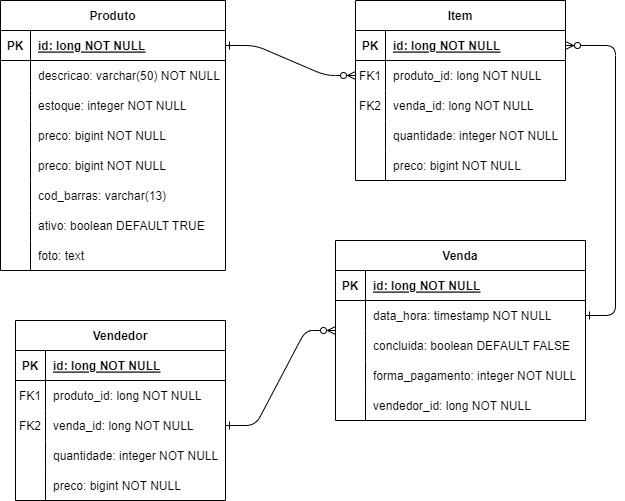 Produto
PK id: long NOT NULL
descricao: varchar(50) NOT NULL
estoque: integer NOT NULL
preco: bigint NOT NULL
preco: bigint NOT NULL
cod_barras: varchar(13)
ativo: boolean DEFAULT TRUE
foto: text
Item
PK id: long NOT NULL
FK1 produto_id: long NOT NULL
FK2 venda_id: long NOT NULL
quantidade: integer NOT NULL
preco: bigint NOT NULL
Venda
PK id: long NOT NULL
data_hora: timestamp NOT NULL
concluida: boolean DEFAULT FALSE
forma_pagamento: integer NOT NULL
vendedor_id: long NOT NULL
Vendedor
PK id: long NOT NULL
FK1 produto_id: long NOT NULL
FK2 venda_id: long NOT NULL
quantidade: integer NOT NULL
preco: bigint NOT NULL